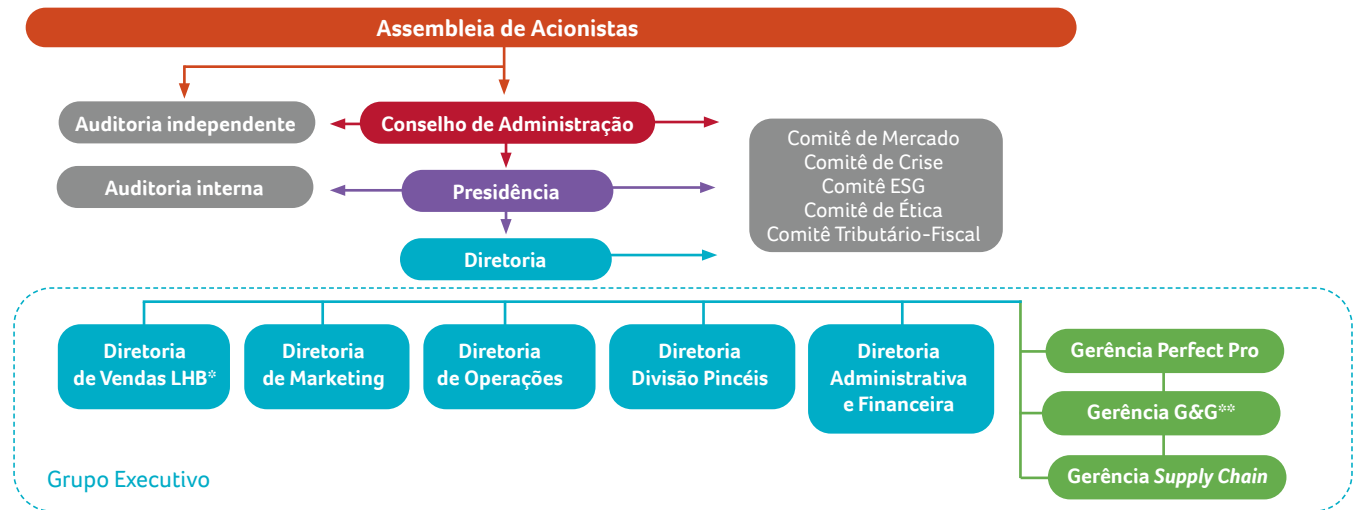 Assembleia de Acionistas
Auditoria independente
Conselho de Administração
Comitê de Mercado
Comitê de Crise
Comitê ESG
Comitê de Ética
Comitê Tributário-Fiscal
Auditoria interna
Presidência
Diretoria
Diretoria
de Vendas LHB*
Diretoria
de Marketing
Diretoria
de Operações
Diretoria
Divisão Pincéis
Diretoria
Administrativa
e Financeira
Gerência Perfect Pro
Gerência G&G**
Gerência Supply Chain
Grupo Executivo